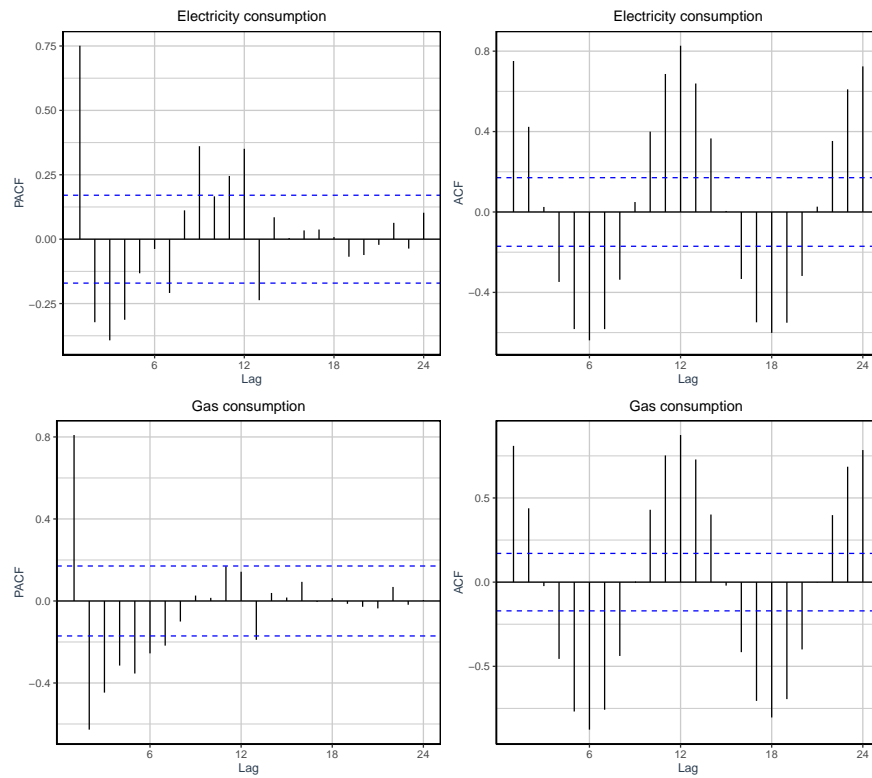 Electricity consumption
0.75
0.50
0.25
0.00
−0.25
PACF
6 12 18 24
Lag
Electricity consumption
0.8
0.4
0.0
−0.4
ACF
6 12 18 24
Lag
Gas consumption
0.8
0.4
0.0
−0.4
PACF
6 12 18 24
Lag
Gas consumption
0.5
0.0
−0.5
ACF
6 12 18 24
Lag